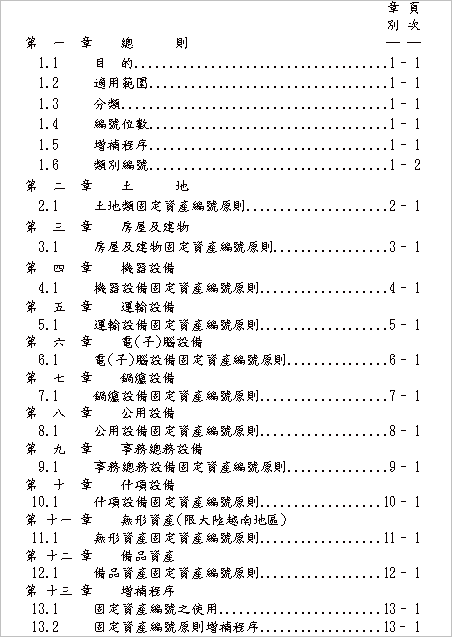 章 頁
別 次
第 一 章 總 則
1.1 目 的......................................1 - 1
1.2 適用範圍...................................1 - 1
1.3 分類.......................................1 - 1
1.4 編號位數...................................1 - 1
1.5 增補程序...................................1 - 1
1.6 類別編號...................................1 - 2
第 二 章 土 地
2.1 土地類固定資產編號原則.....................2 - 1
第 三 章 房屋及建物
3.1 房屋及建物固定資產編號原則.................3 - 1
第 四 章 機器設備
4.1 機器設備固定資產編號原則...................4 - 1
第 五 章 運輸設備
5.1 運輸設備固定資產編號原則...................5 - 1
第 六 章 電(子)腦設備
6.1 電(子)腦設備固定資產編號原則...............6 - 1
第 七 章 鍋爐設備
7.1 鍋爐設備固定資產編號原則...................7 - 1
第 八 章 公用設備
8.1 公用設備固定資產編號原則...................8 - 1
第 九 章 事務總務設備
9.1 事務總務設備固定資產編號原則...............9 - 1
第 十 章 什項設備
10.1 什項設備固定資產編號原則..................10 - 1
第 十一 章 無形資產(限大陸越南地區)
11.1 無形資產固定資產編號原則..................11 - 1
第 十二 章 備品資產
12.1 備品資產固定資產編號原則..................12 - 1
第 十三 章 增補程序
13.1 固定資產編號之使用........................13 - 1
13.2 固定資產編號原則增補程序..................13 - 1